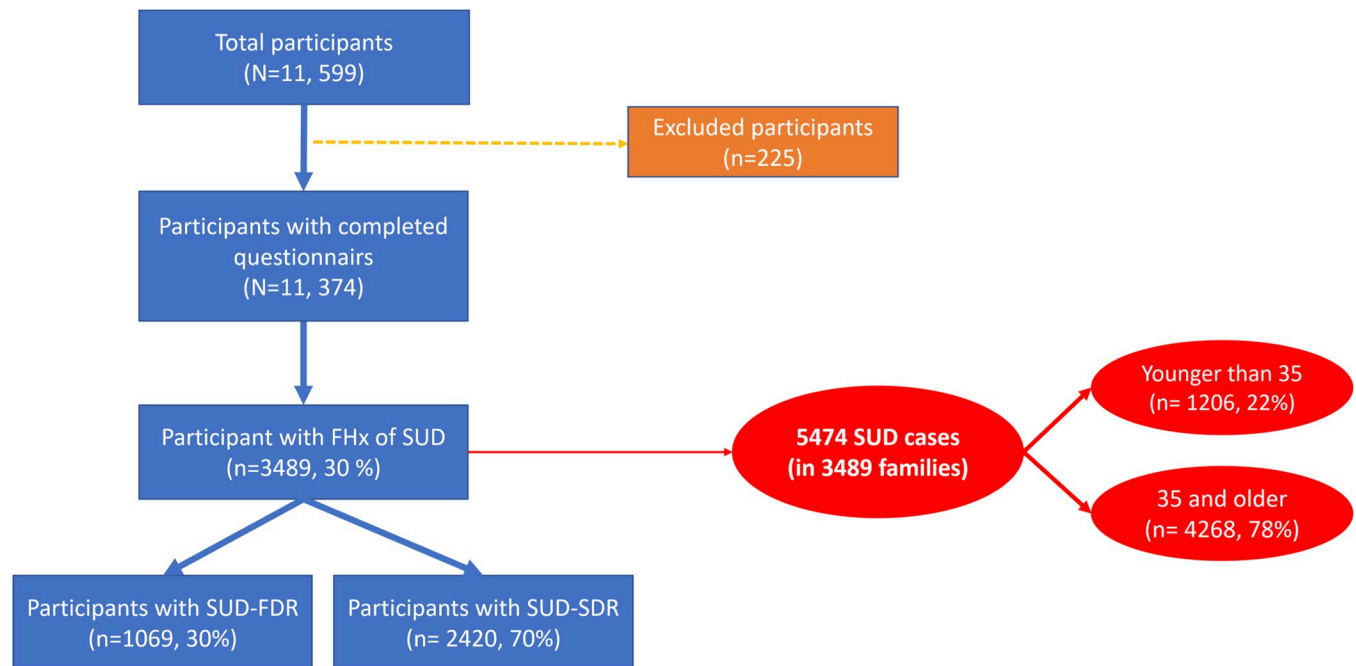 Total participants
(N=11, 599)
Excluded participants
(n=225)
Participants with completed
questionnairs
(N=11, 374)
Participant with FHx of SUD
(n=3489, 30 %)
5474 SUD cases
(in 3489 families)
Younger than 35
(n= 1206, 22%)
35 and older
(n= 4268, 78%)
Participants with SUD-FDR
(n=1069, 30%)
Participants with SUD-SDR
(n= 2420, 70%)